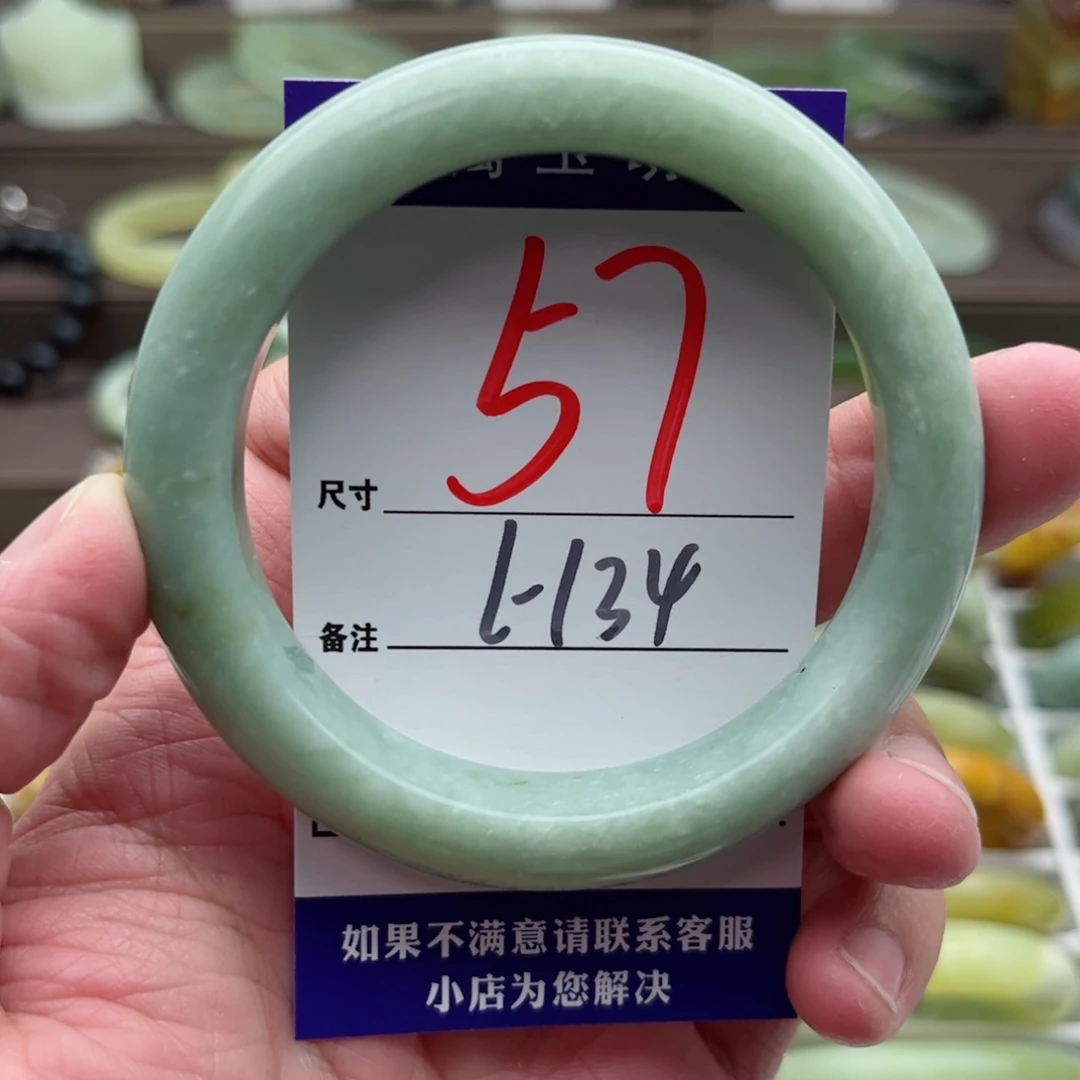 玉
57
尺寸
t-134
备注
如果不满意请联系客服
小店为您解决